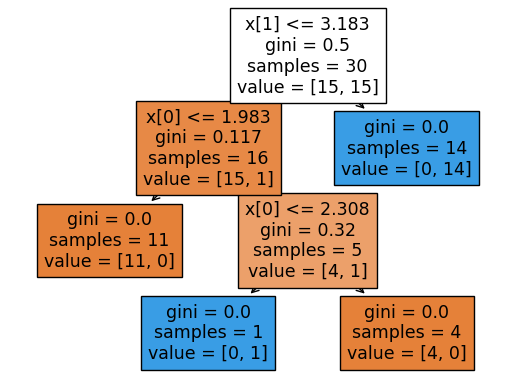 x[1] <= 3.183
gini = 0.5
samples = 30
value = [15, 15]
x[0] <= 1.983
gini = 0.117
samples = 16
value = [15, 1]
gini = 0.0
samples = 14
value = [0, 14]
gini = 0.0
samples = 11
value = [11, 0]
x[0] <= 2.308
gini = 0.32
samples = 5
value = [4, 1]
gini = 0.0
samples = 1
value = [0, 1]
gini = 0.0
samples = 4
value = [4, 0]